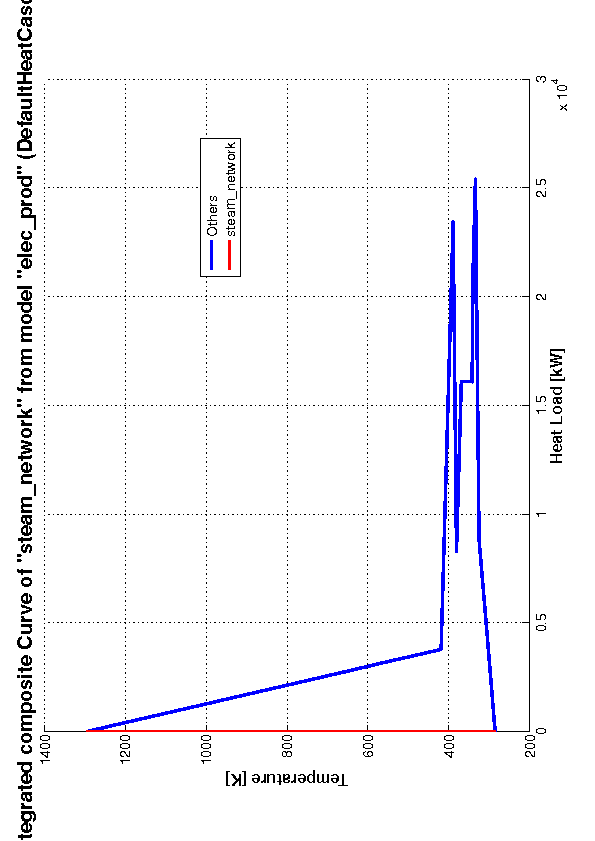 tegrated composite Curve of "steam_network" from model "elec_prod" (DefaultHeatCasc
1400
1200
1000
800
600
400
200
Temperature [K]
0
0.5
1
1.5
2
2.5
3
x 10^4
Heat Load [kW]
Others
steam_network